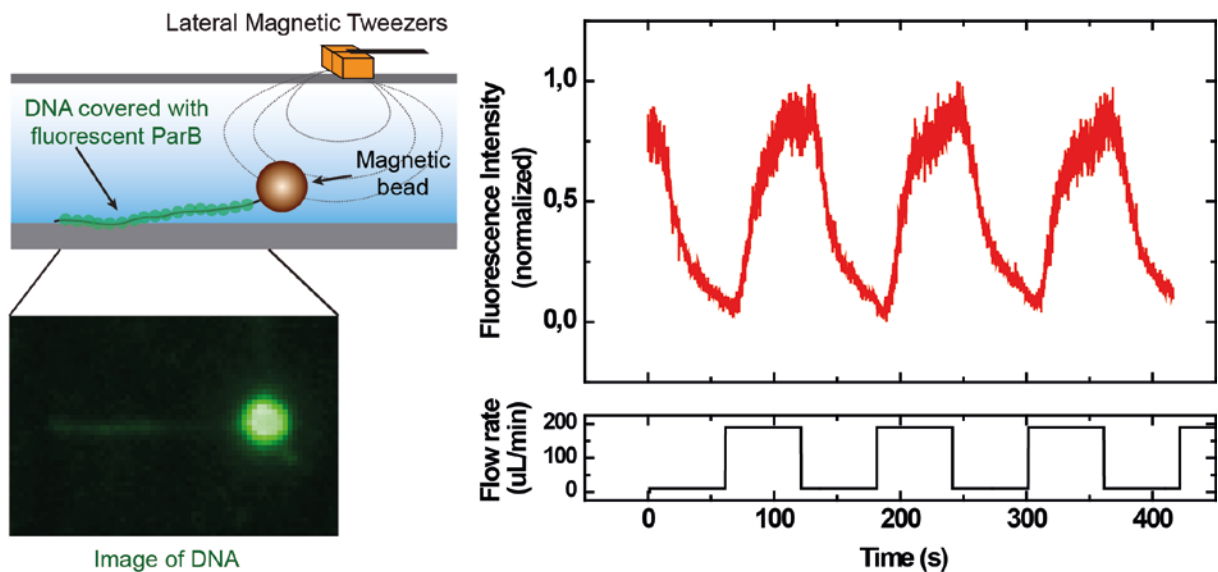 Lateral Magnetic Tweezers
DNA covered with
fluorescent ParB
Magnetic
bead
Image of DNA
Fluorescence Intensity
(normalized)
1,0
0,5
0,0
Flow rate
(uL/min)
200
100
0
0
100
200
300
400
Time (s)